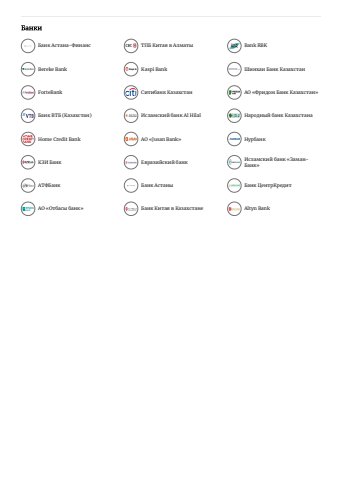 Банки
Банк Астана-Финанс
ТПБ Китая в Алматы
Bank RBK
Bereke Bank
Kaspi Bank
Шинхан Банк Казахстан
ForteBank
Ситибанк Казахстан
АО «Фридом Банк Казахстан»
Банк ВТБ (Казахстан)
Исламский банк Al Hilal
Народный банк Казахстана
Home Credit Bank
АО «Jusan Bank»
Нурбанк
КЗИ Банк
Евразийский банк
Исламский банк «Заман-
Банк»
АТФБанк
Банк Астаны
Банк ЦентрКредит
АО «Отбасы банк»
Банк Китая в Казахстане
Altyn Bank